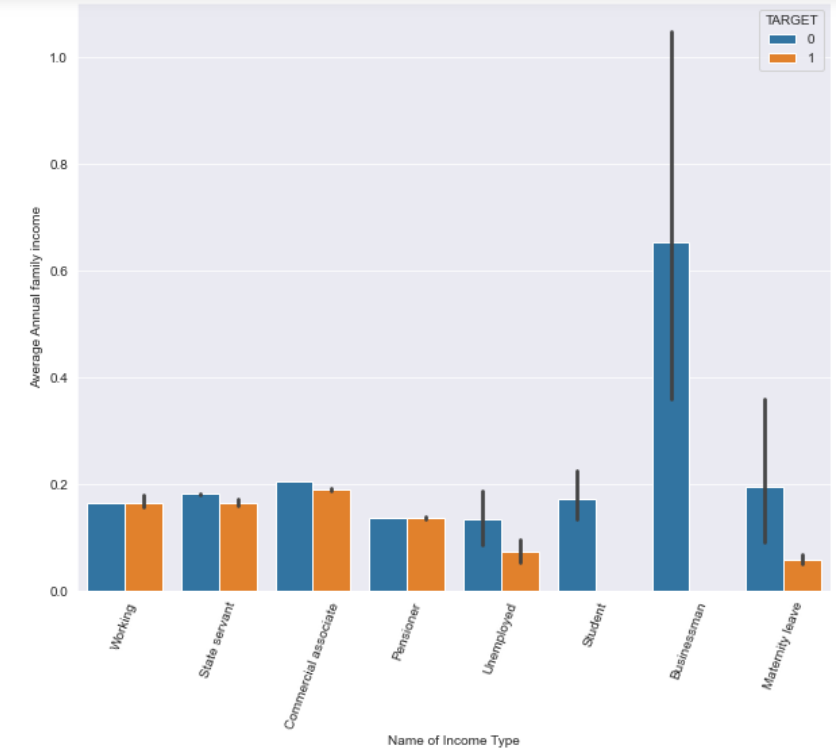 TARGET
0
1
1.0
0.8
0.6
0.4
0.2
0.0
Average Annual family income
Working
State servant
Commercial associate
Pensioner
Unemployed
Student
Businessman
Maternity leave
Name of Income Type